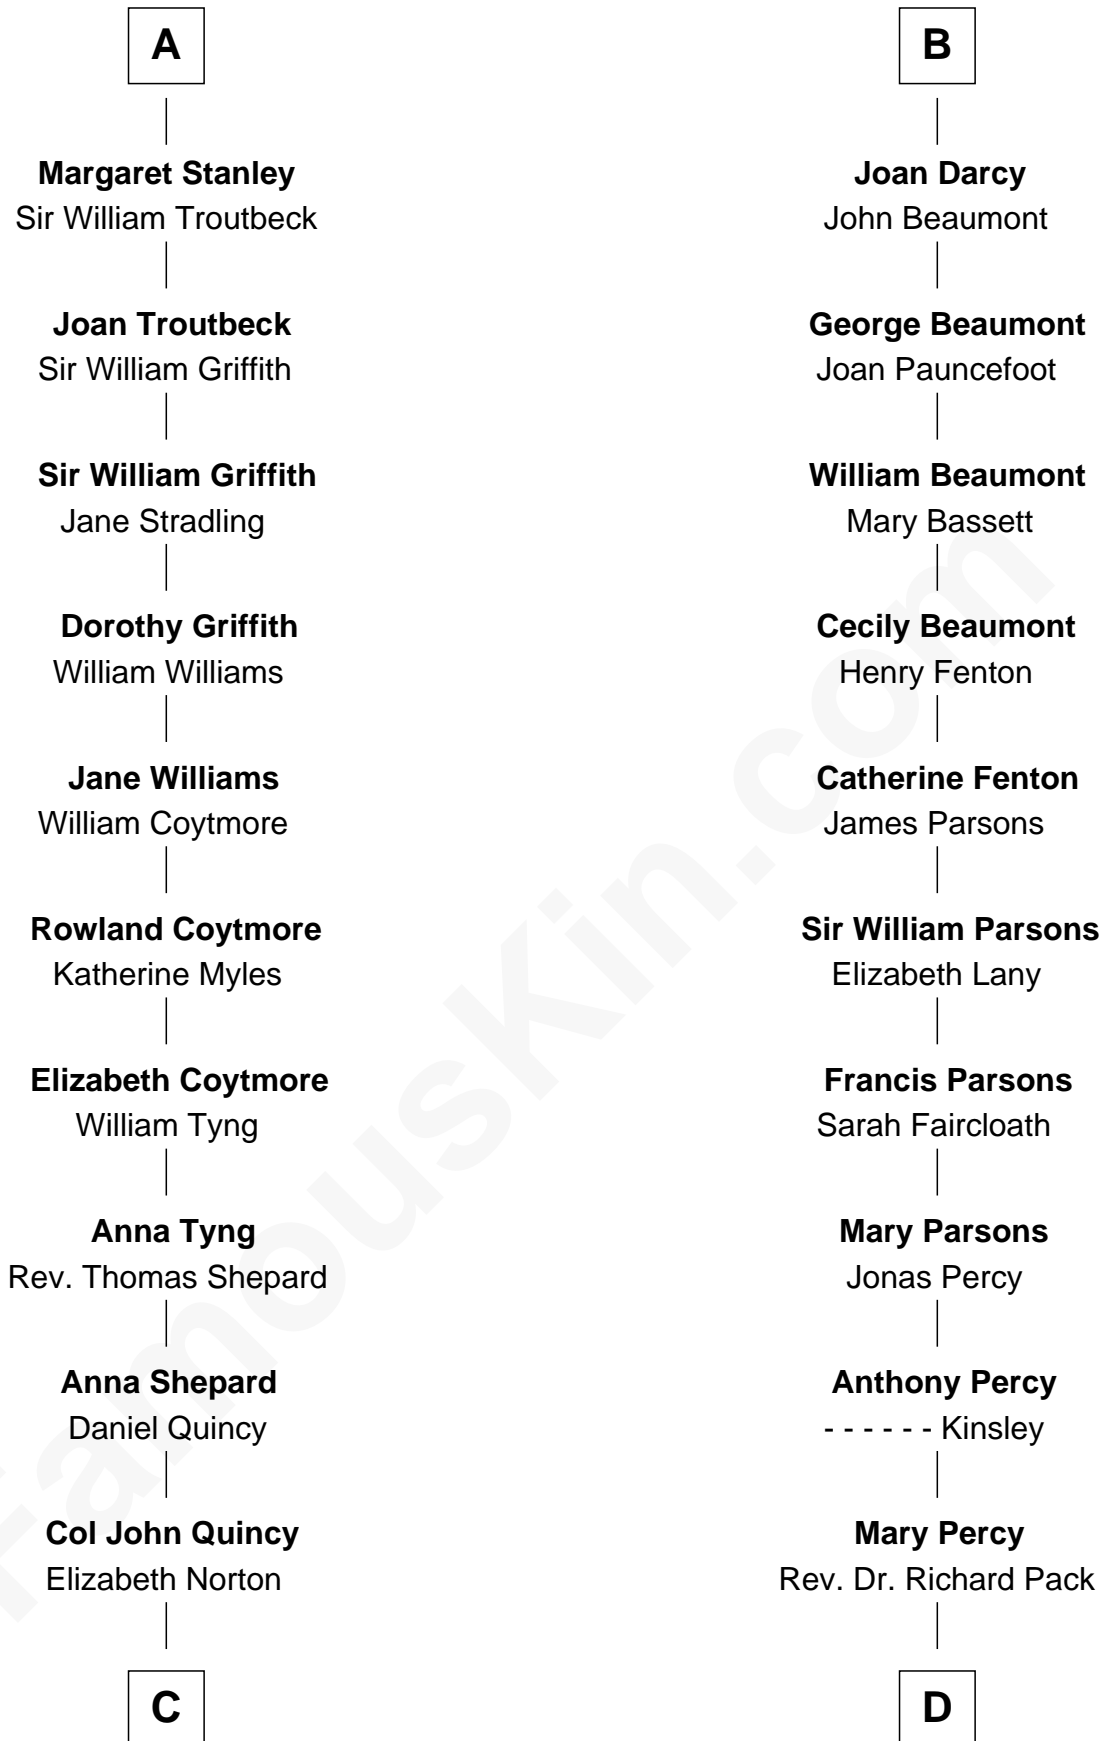 A
Margaret Stanley
Sir William Troutbeck
Joan Troutbeck
Sir William Griffith
Sir William Griffith
Jane Stradling
Dorothy Griffith
William Williams
Jane Williams
William Coytmore
Rowland Coytmore
Katherine Myles
Elizabeth Coytmore
William Tyng
Anna Tyng
Rev. Thomas Shepard
Anna Shepard
Daniel Quincy
Col John Quincy
Elizabeth Norton
C
B
Joan Darcy
John Beaumont
George Beaumont
Joan Pauncefoot
William Beaumont
Mary Bassett
Cecily Beaumont
Henry Fenton
Catherine Fenton
James Parsons
Sir William Parsons
Elizabeth Lany
Francis Parsons
Sarah Faircloath
Mary Parsons
Jonas Percy
Anthony Percy
- - - - - - Kinsley
Mary Percy
Rev. Dr. Richard Pack
D
FamousKin.com